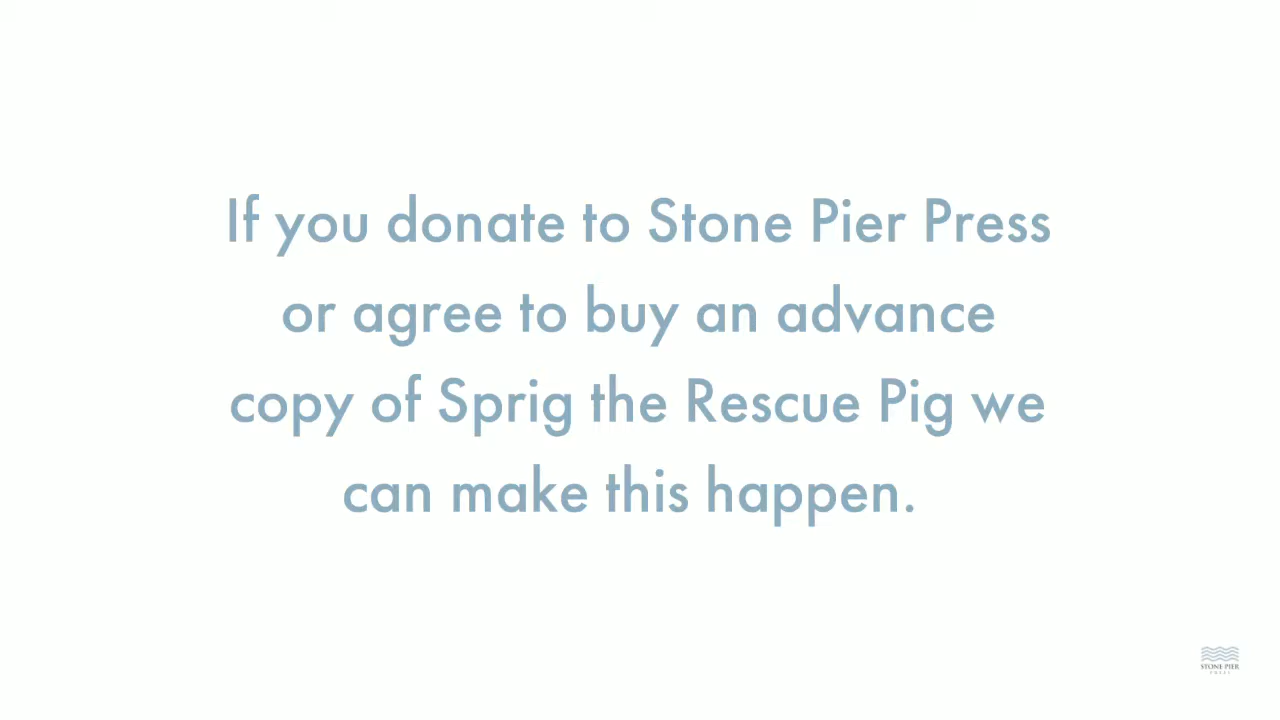 If you donate to Stone Pier Press
or agree to buy an advance
copy of Sprig the Rescue Pig we
can make this happen.
STONE PIER
PRESS